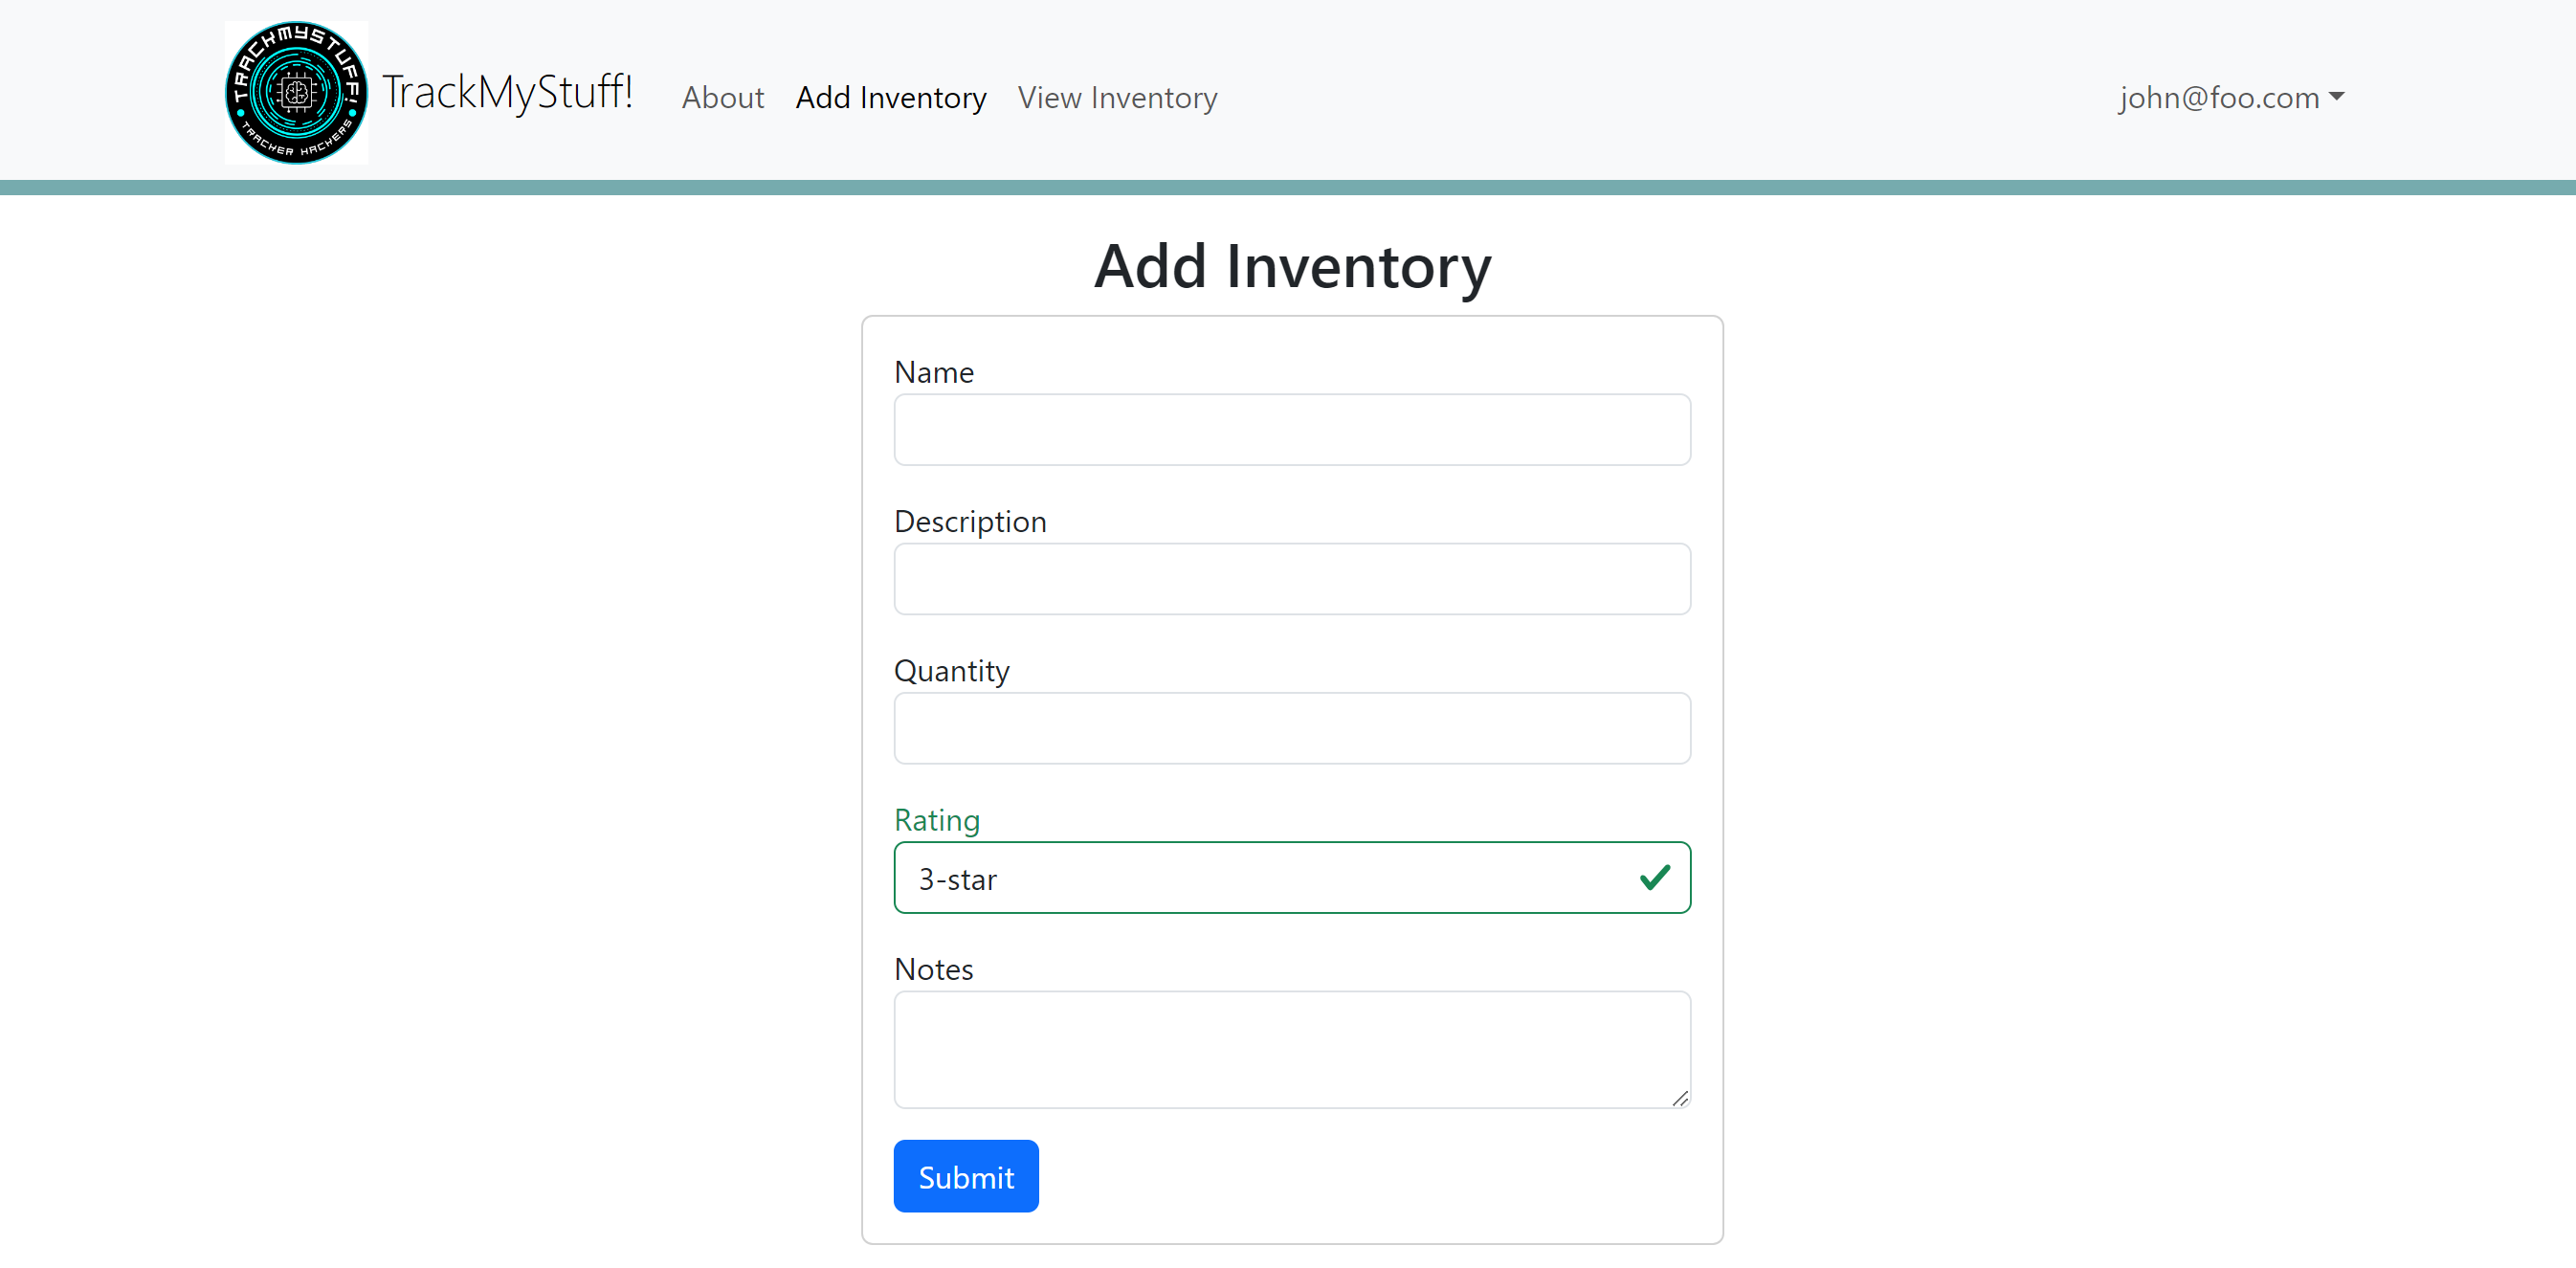 TRACKMYSTUFF!
TRACKER HACKERS
TrackMyStuff! About Add Inventory View Inventory john@foo.com
Add Inventory
Name
Description
Quantity
Rating
3-star
Notes
Submit